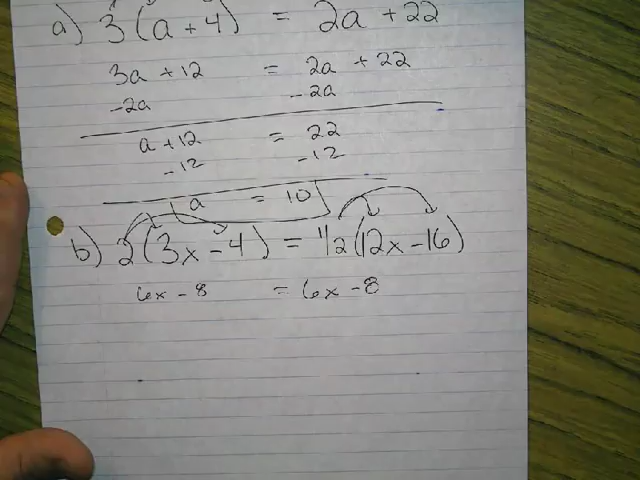 a) 3(a+4) = 2a+22
3a+12 = 2a+22
-2a -2a
a+12 = 22
-12 -12
a = 10
b) 2(3x-4) = 1/2(12x-16)
6x-8 = 6x-8